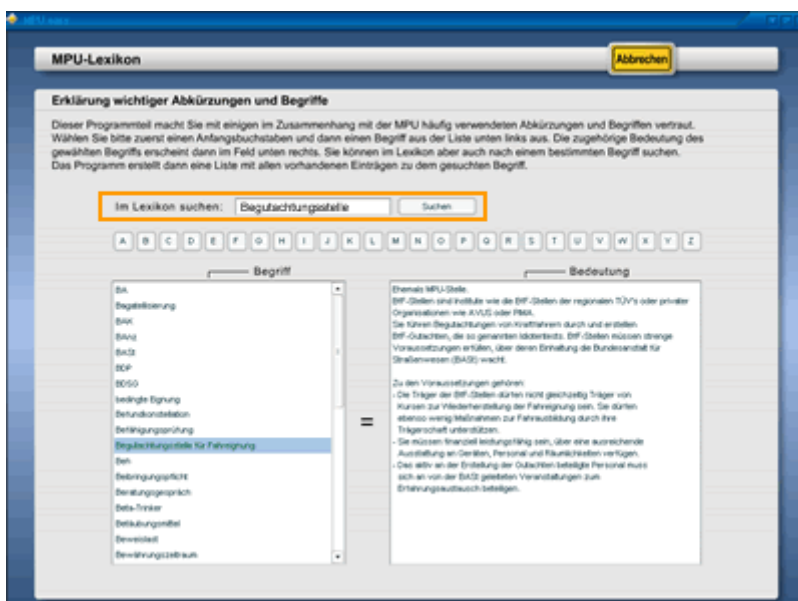 MPU easy
MPU-Lexikon
Abbrechen
Erklärung wichtiger Abkürzungen und Begriffe
Dieser Programmteil macht Sie mit einigen im Zusammenhang mit der MPU häufig verwendeten Abkürzungen und Begriffen vertraut.
Wählen Sie bitte zuerst einen Anfangsbuchstaben und dann einen Begriff aus der Liste unten links aus. Die zugehörige Bedeutung des
gewählten Begriffs erscheint dann im Feld unten rechts. Sie können im Lexikon aber auch nach einem bestimmten Begriff suchen.
Das Programm erstellt dann eine Liste mit allen vorhandenen Einträgen zu dem gesuchten Begriff.
Im Lexikon suchen: Begutachtungsstelle Suchen
A B C D E F G H I J K L M N O P Q R S T U V W X Y Z
Begriff
BA
Bagatellisierung
BAK
BAnz
BASt
BDP
BDSG
bedingte Eignung
Befundkonstellation
Befähigungsprüfung
Begutachtungsstelle für Fahreignung
Beh
Beibringungspflicht
Beratungsgespräch
Beta-Trinker
Betäubungsmittel
Beweislast
Bewährungszeitraum
=
Bedeutung
Ehemals MPU-Stelle.
BfF-Stellen sind Institute wie die BfF-Stellen der regionalen TÜV's oder privater
Organisationen wie AVUS oder PIMA.
Sie führen Begutachtungen von Kraftfahrern durch und erstellen
BfF-Gutachten, die so genannten Idiotentests. BfF-Stellen müssen strenge
Voraussetzungen erfüllen, über deren Einhaltung die Bundesanstalt für
Straßenwesen (BASt) wacht.
Zu den Voraussetzungen gehören:
- Die Träger der BfF-Stellen dürfen nicht gleichzeitig Träger von
Kursen zur Wiederherstellung der Fahreignung sein. Sie dürfen
ebenso wenig Maßnahmen zur Fahrausbildung durch ihre
Trägerschaft unterstützen.
- Sie müssen finanziell leistungsfähig sein, über eine ausreichende
Ausstattung an Geräten, Personal und Räumlichkeiten verfügen.
- Das aktiv an der Erstellung der Gutachten beteiligte Personal muss
sich an von der BASt geleiteten Veranstaltungen zum
Erfahrungsaustausch beteiligen.